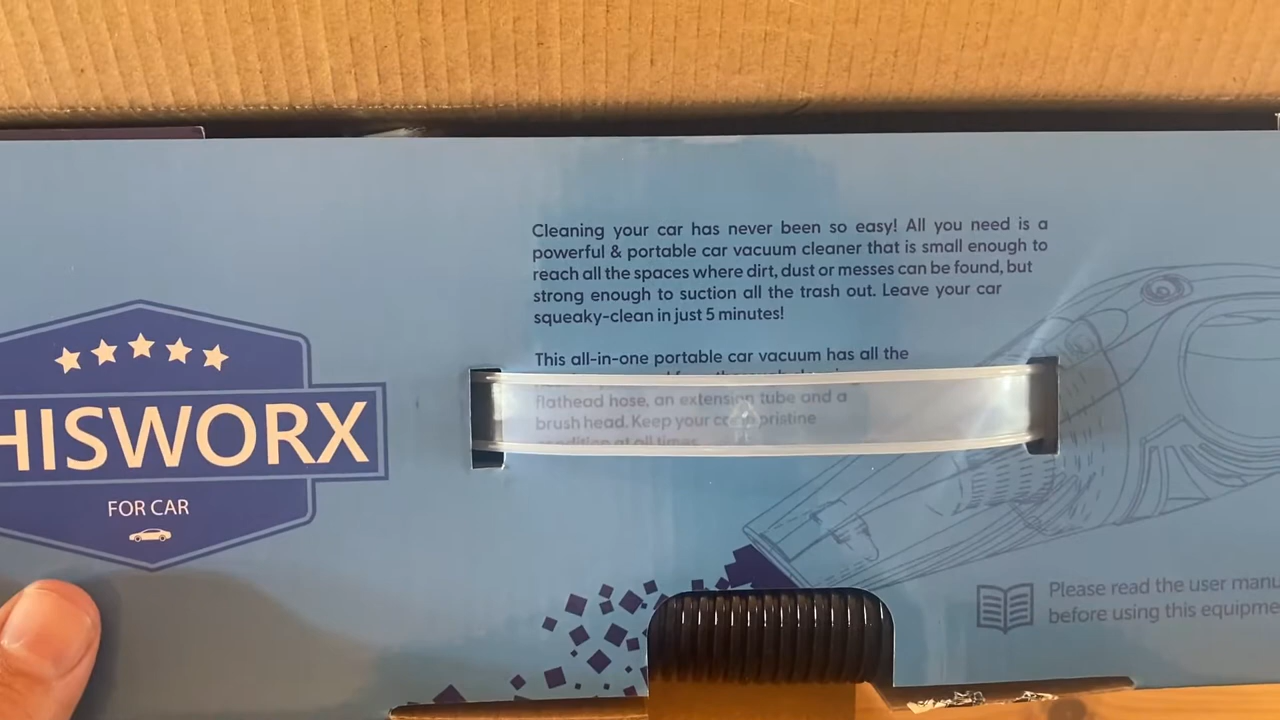 Cleaning your car has never been so easy! All you need is a
powerful & portable car vacuum cleaner that is small enough to
reach all the spaces where dirt, dust or messes can be found, but
strong enough to suction all the trash out. Leave your car
squeaky-clean in just 5 minutes!
This all-in-one portable car vacuum has all the
flathead hose, an extension tube and a
brush head. Keep your pristine
condition at all times
HISWORX
FOR CAR
Please read the user manu
before using this equipme